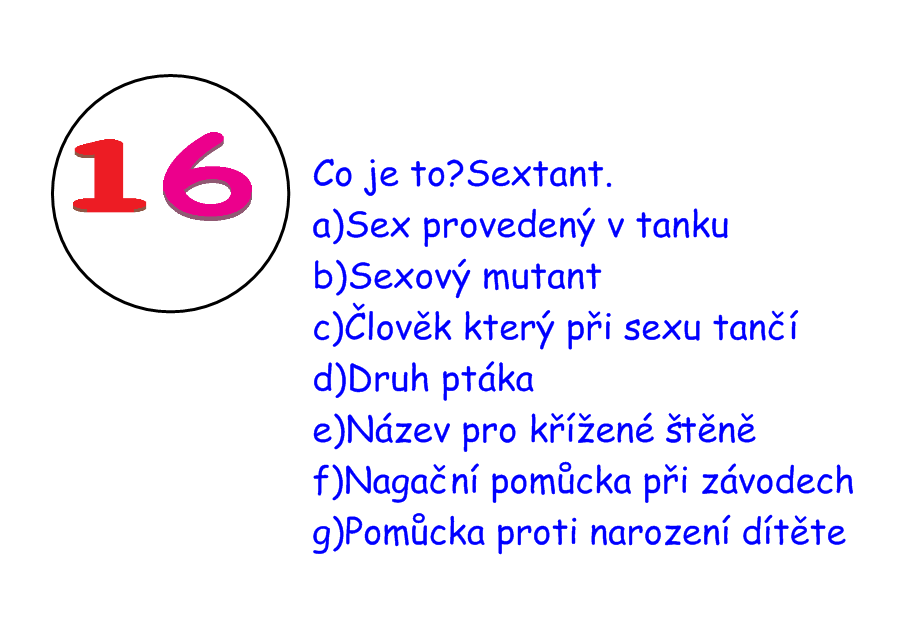 16
Co je to?Sextant.
a)Sex provedený v tanku
b)Sexový mutant
c)Člověk který při sexu tančí
d)Druh ptáka
e)Název pro křížené štěně
f)Nagační pomůcka při závodech
g)Pomůcka proti narození dítěte